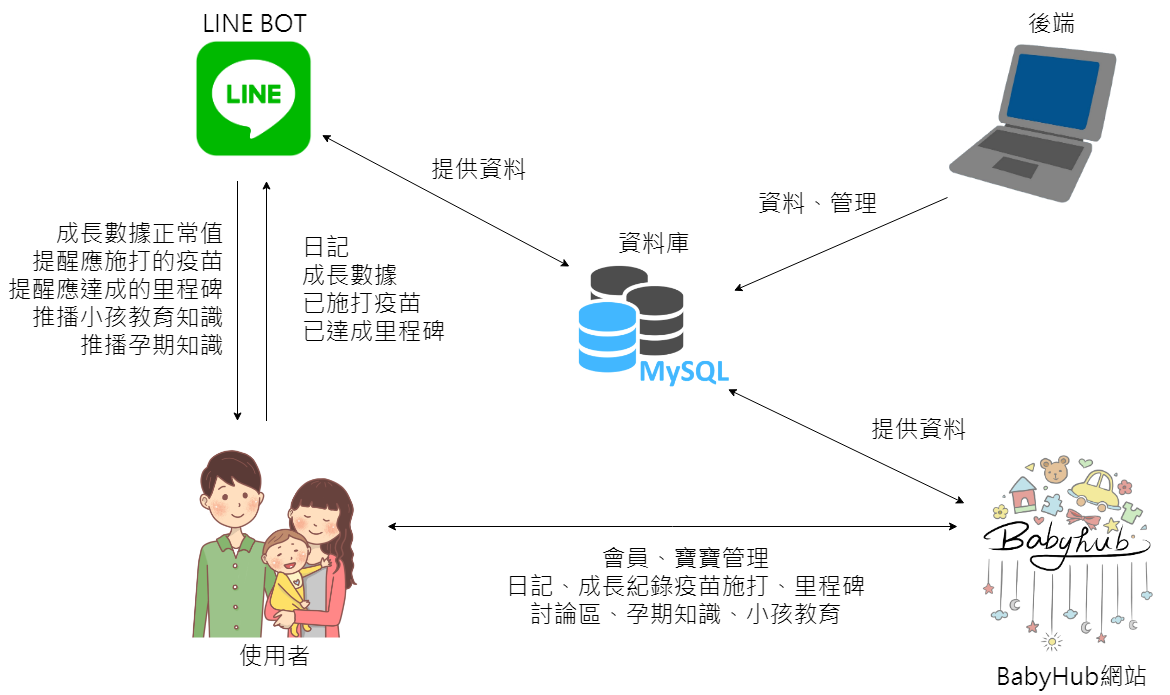 LINE BOT
LINE
後端
提供資料
資料、管理
成長數據正常值
提醒應施打的疫苗
提醒應達成的里程碑
推播小孩教育知識
推播孕期知識
日記
成長數據
已施打疫苗
已達成里程碑
資料庫
MySQL
提供資料
Babyhub
會員、寶寶管理
日記、成長紀錄疫苗施打、里程碑
討論區、孕期知識、小孩教育
使用者
BabyHub網站